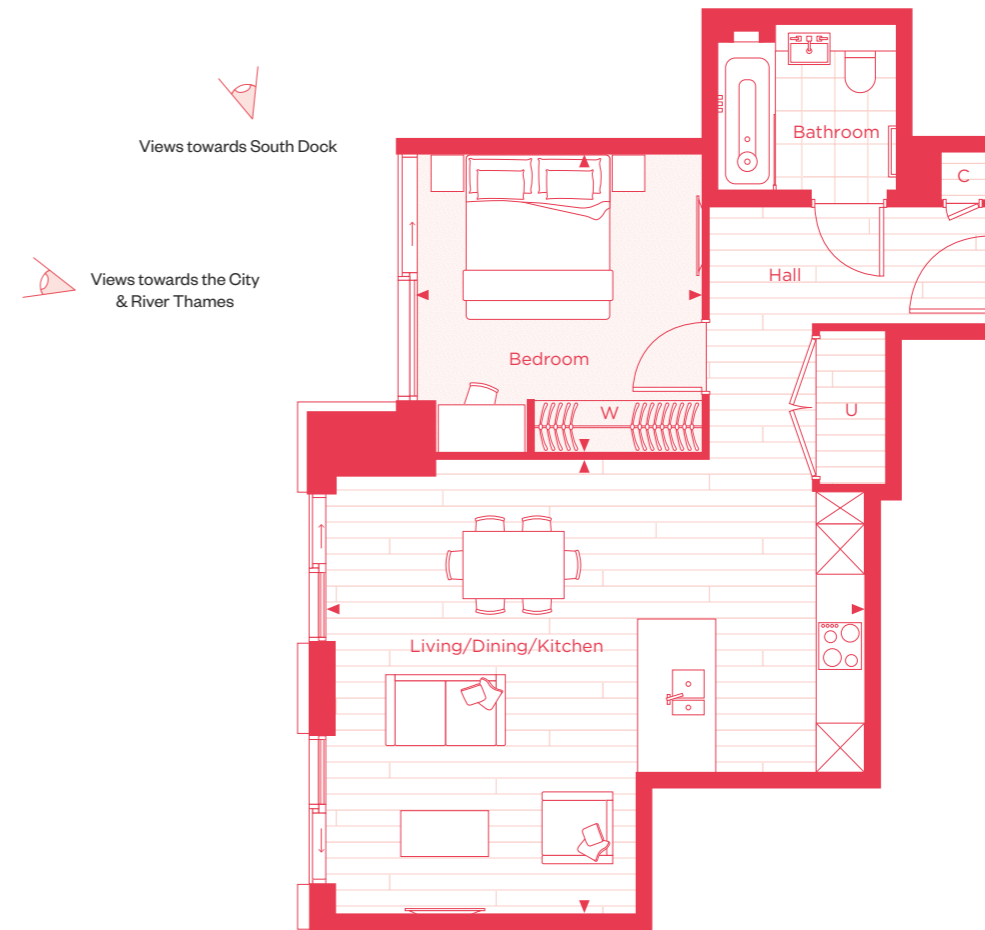 Bathroom
Views towards South Dock
C
Hall
Views towards the City
& River Thames
Bedroom
W
U
Living/Dining/Kitchen